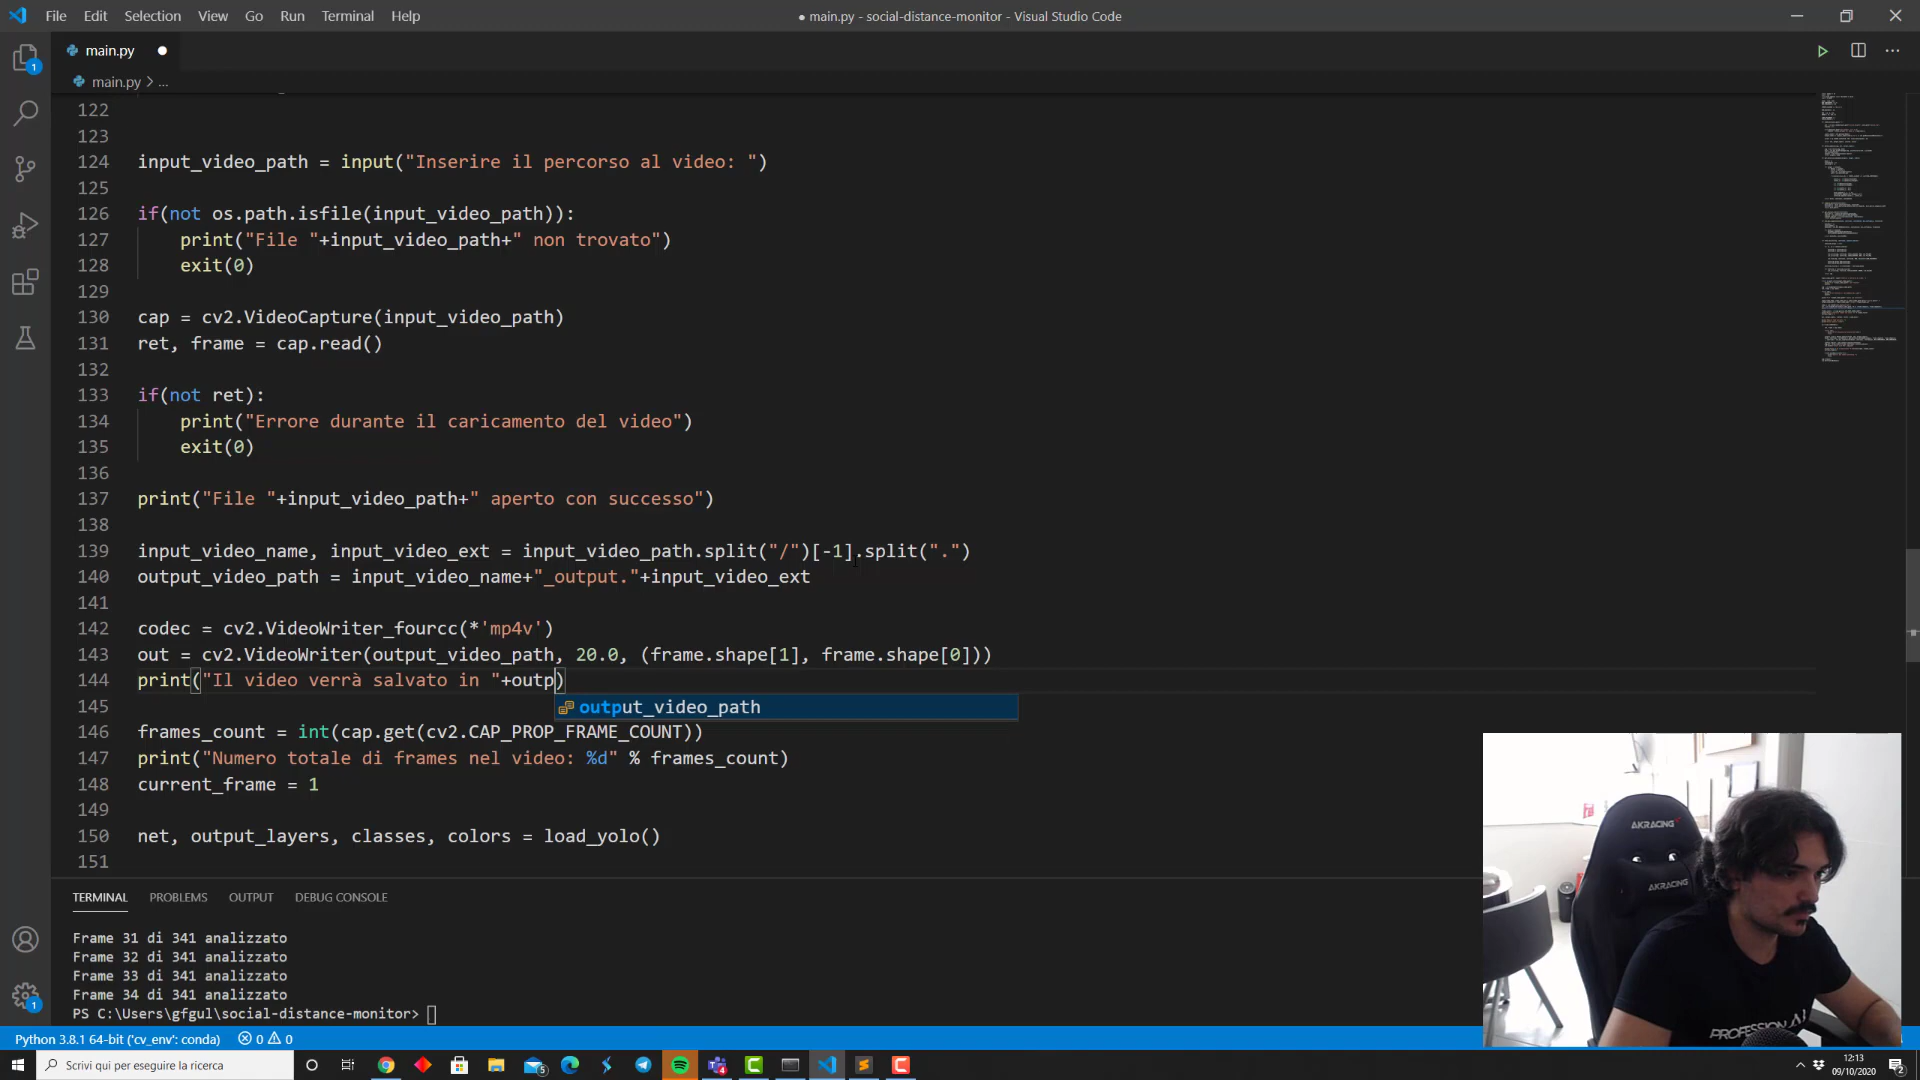 File Edit Selection View Go Run Terminal Help
● main.py - social-distance-monitor - Visual Studio Code
main.py
main.py > ...
122
123
124 input_video_path = input("Inserire il percorso al video: ")
125
126 if(not os.path.isfile(input_video_path)):
127 print("File "+input_video_path+" non trovato")
128 exit(0)
129
130 cap = cv2.VideoCapture(input_video_path)
131 ret, frame = cap.read()
132
133 if(not ret):
134 print("Errore durante il caricamento del video")
135 exit(0)
136
137 print("File "+input_video_path+" aperto con successo")
138
139 input_video_name, input_video_ext = input_video_path.split("/")[-1].split(".")
140 output_video_path = input_video_name+"_output."+input_video_ext
141
142 codec = cv2.VideoWriter_fourcc(*'mp4v')
143 out = cv2.VideoWriter(output_video_path, 20.0, (frame.shape[1], frame.shape[0]))
144 print("Il video verrà salvato in "+outp)
output_video_path
145
146 frames_count = int(cap.get(cv2.CAP_PROP_FRAME_COUNT))
147 print("Numero totale di frames nel video: %d" % frames_count)
148 current_frame = 1
149
150 net, output_layers, classes, colors = load_yolo()
151
TERMINAL PROBLEMS OUTPUT DEBUG CONSOLE
Frame 31 di 341 analizzato
Frame 32 di 341 analizzato
Frame 33 di 341 analizzato
Frame 34 di 341 analizzato
PS C:\Users\gfgul\social-distance-monitor>
AKRACING
AKRACING
PROFESSION AI
Python 3.8.1 64-bit ('cv_env': conda) 0 0
Scrivi qui per eseguire la ricerca
12:13
09/10/2020